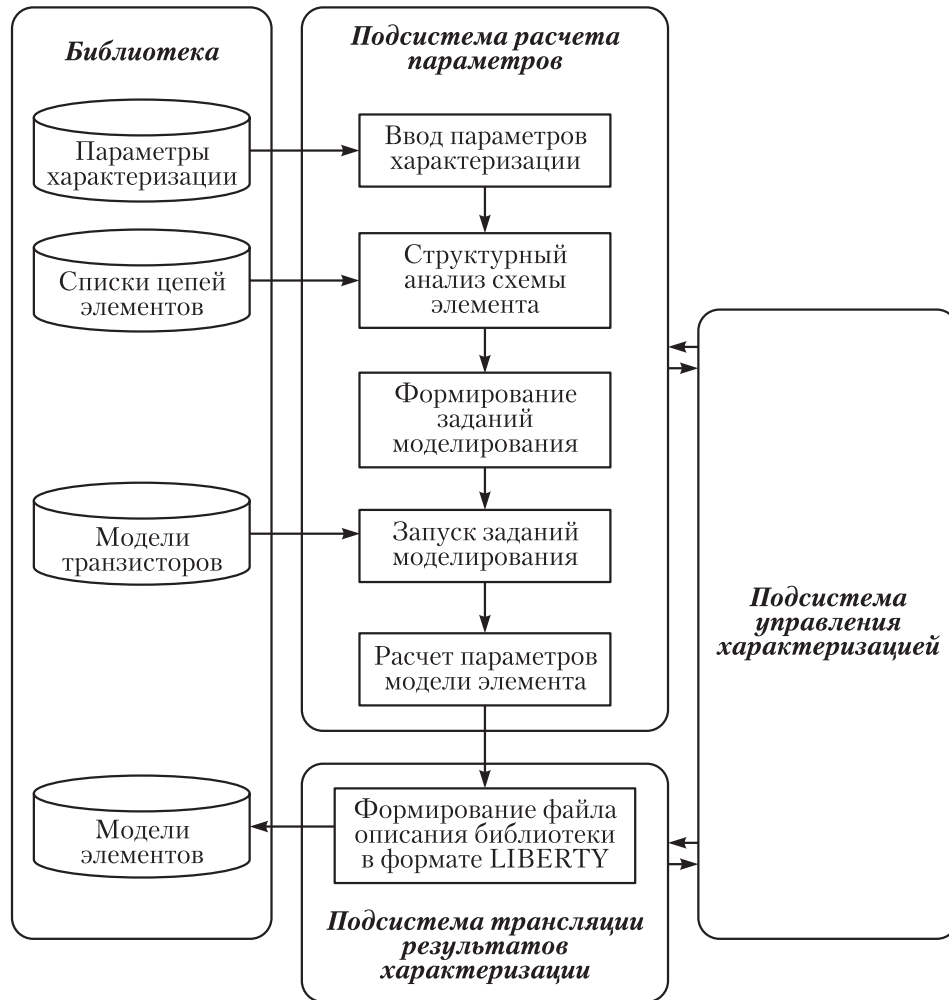 Библиотека
Параметры
характеризации
Списки цепей
элементов
Модели
транзисторов
Модели
элементов
Подсистема расчета
параметров
Ввод параметров
характеризации
Структурный
анализ схемы
элемента
Формирование
заданий
моделирования
Запуск заданий
моделирования
Расчет параметров
модели элемента
Формирование файла
описания библиотеки
в формате LIBERTY
Подсистема трансляции
результатов
характеризации
Подсистема
управления
характеризацией